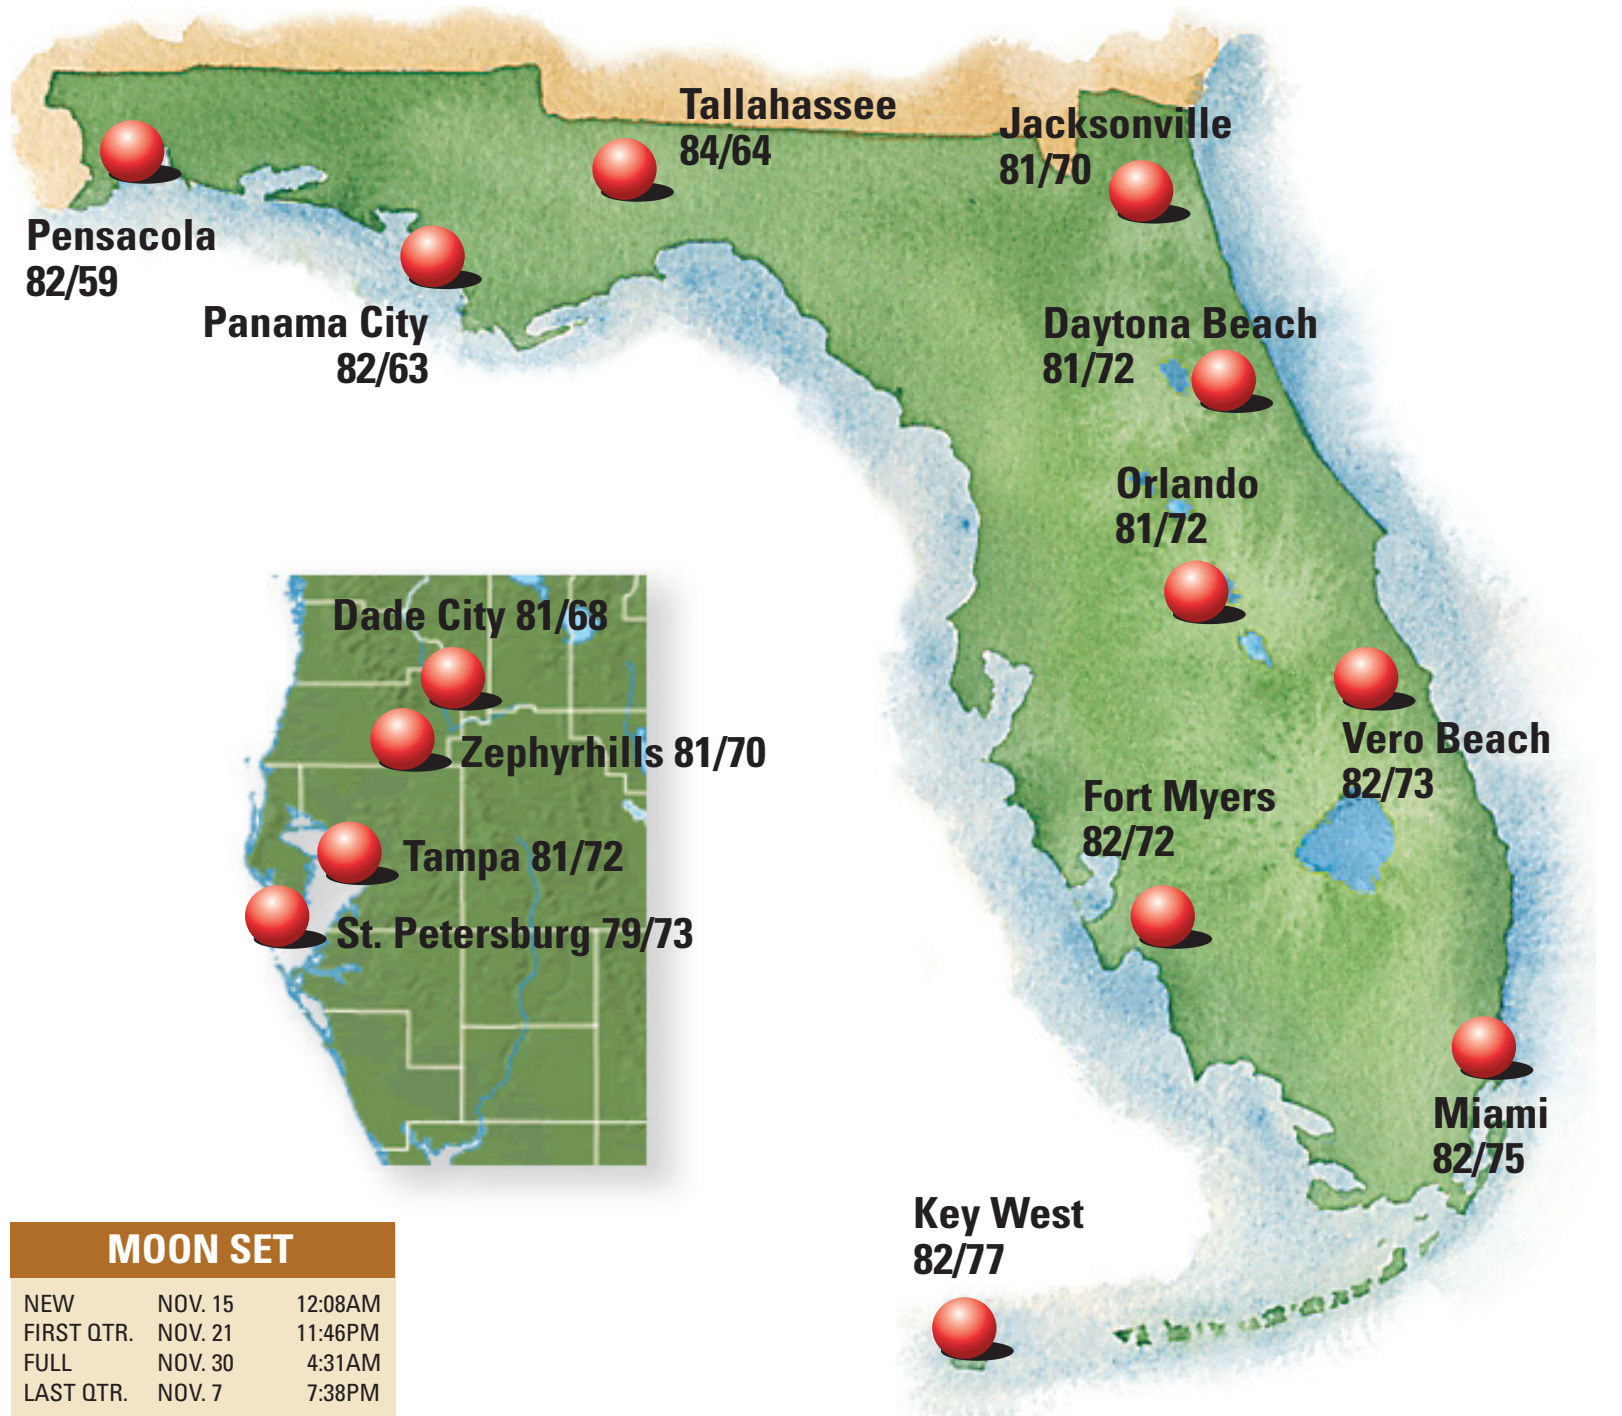 Tallahassee
84/64
Jacksonville
81/70
Pensacola
82/59
Panama City
82/63
Daytona Beach
81/72
Orlando
81/72
Dade City 81/68
Zephyrhills 81/70
Vero Beach
82/73
Fort Myers
82/72
Tampa 81/72
St. Petersburg 79/73
Miami
82/75
Key West
82/77
MOON SET
NEW NOV. 15 12:08AM
FIRST QTR. NOV. 21 11:46PM
FULL NOV. 30 4:31AM
LAST QTR. NOV. 7 7:38PM